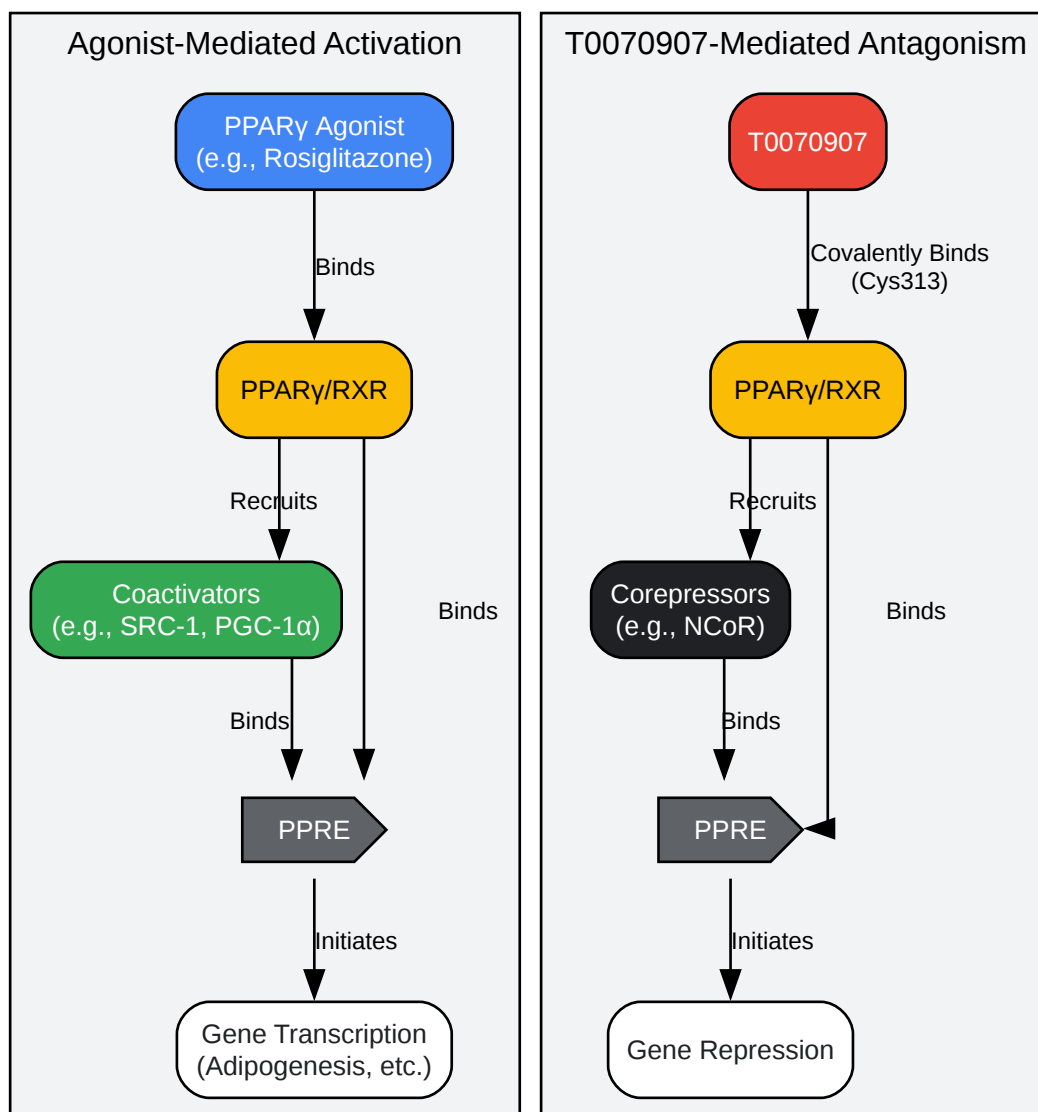 Agonist-Mediated Activation
PPARγ Agonist
(e.g., Rosiglitazone)
Binds
PPARγ/RXR
Recruits
Coactivators
(e.g., SRC-1, PGC-1α)
Binds
Binds
PPRE
Initiates
Gene Transcription
(Adipogenesis, etc.)
T0070907-Mediated Antagonism
T0070907
Covalently Binds
(Cys313)
PPARγ/RXR
Recruits
Corepressors
(e.g., NCoR)
Binds
Binds
PPRE
Initiates
Gene Repression